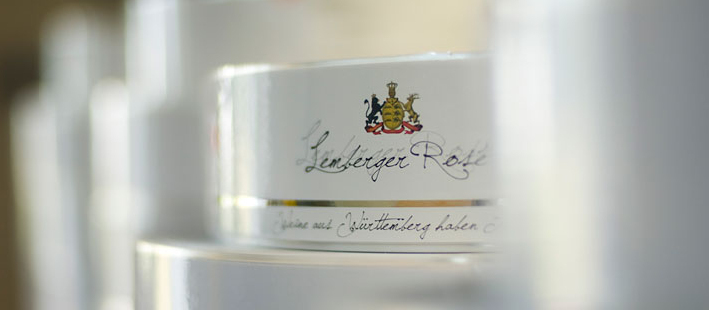 Lemberger Rosé
Weine aus Württemberg haben